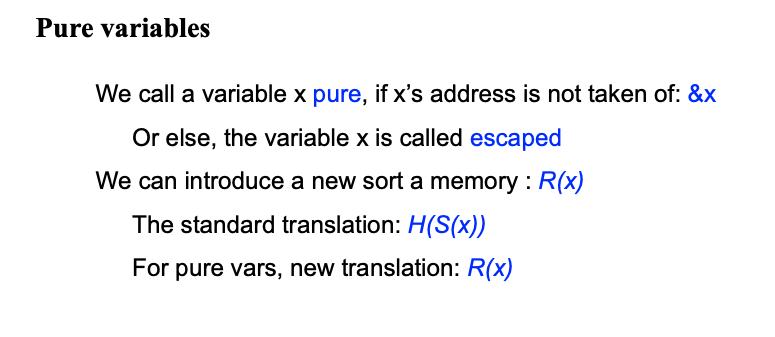 Pure variables
We call a variable x pure, if x’s address is not taken of: &x
Or else, the variable x is called escaped
We can introduce a new sort a memory : R(x)
The standard translation: H(S(x))
For pure vars, new translation: R(x)